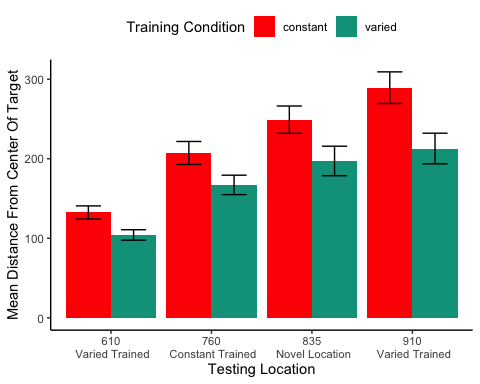 Training Condition constant varied
Mean Distance From Center Of Target
300
200
100
0
610 760 835 910
Varied Trained Constant Trained Novel Location Varied Trained
Testing Location